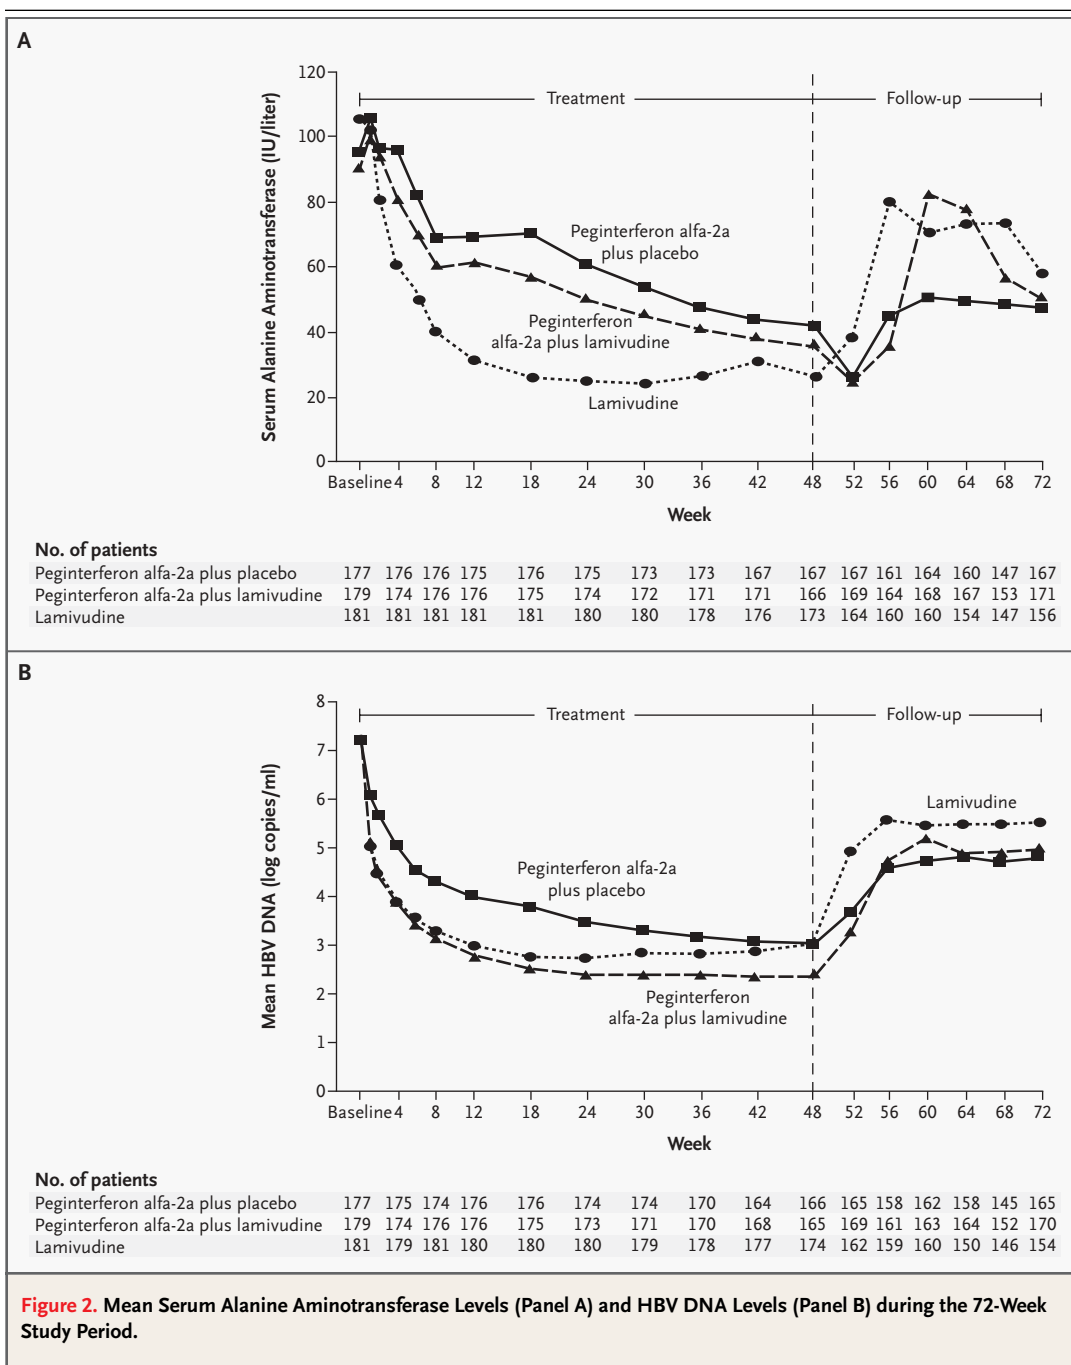 A
120
100
80
60
40
20
0
Serum Alanine Aminotransferase (IU/liter)
Treatment
Follow-up
Peginterferon alfa-2a
plus placebo
Peginterferon
alfa-2a plus lamivudine
Lamivudine
Baseline 4 8 12 18 24 30 36 42 48 52 56 60 64 68 72
Week
No. of patients
Peginterferon alfa-2a plus placebo 177 176 176 175 176 175 173 173 167 167 167 161 164 160 147 167
Peginterferon alfa-2a plus lamivudine 179 174 176 176 175 174 172 171 171 166 169 164 168 167 153 171
Lamivudine 181 181 181 181 181 180 180 178 176 173 164 160 160 154 147 156
B
8
7
6
5
4
3
2
1
0
Mean HBV DNA (log copies/ml)
Treatment
Follow-up
Lamivudine
Peginterferon alfa-2a
plus placebo
Peginterferon
alfa-2a plus lamivudine
Baseline 4 8 12 18 24 30 36 42 48 52 56 60 64 68 72
Week
No. of patients
Peginterferon alfa-2a plus placebo 177 175 174 176 176 174 174 170 164 166 165 158 162 158 145 165
Peginterferon alfa-2a plus lamivudine 179 174 176 176 175 173 171 170 168 165 169 161 163 164 152 170
Lamivudine 181 179 181 180 180 180 179 178 177 174 162 159 160 150 146 154
Figure 2. Mean Serum Alanine Aminotransferase Levels (Panel A) and HBV DNA Levels (Panel B) during the 72-Week
Study Period.